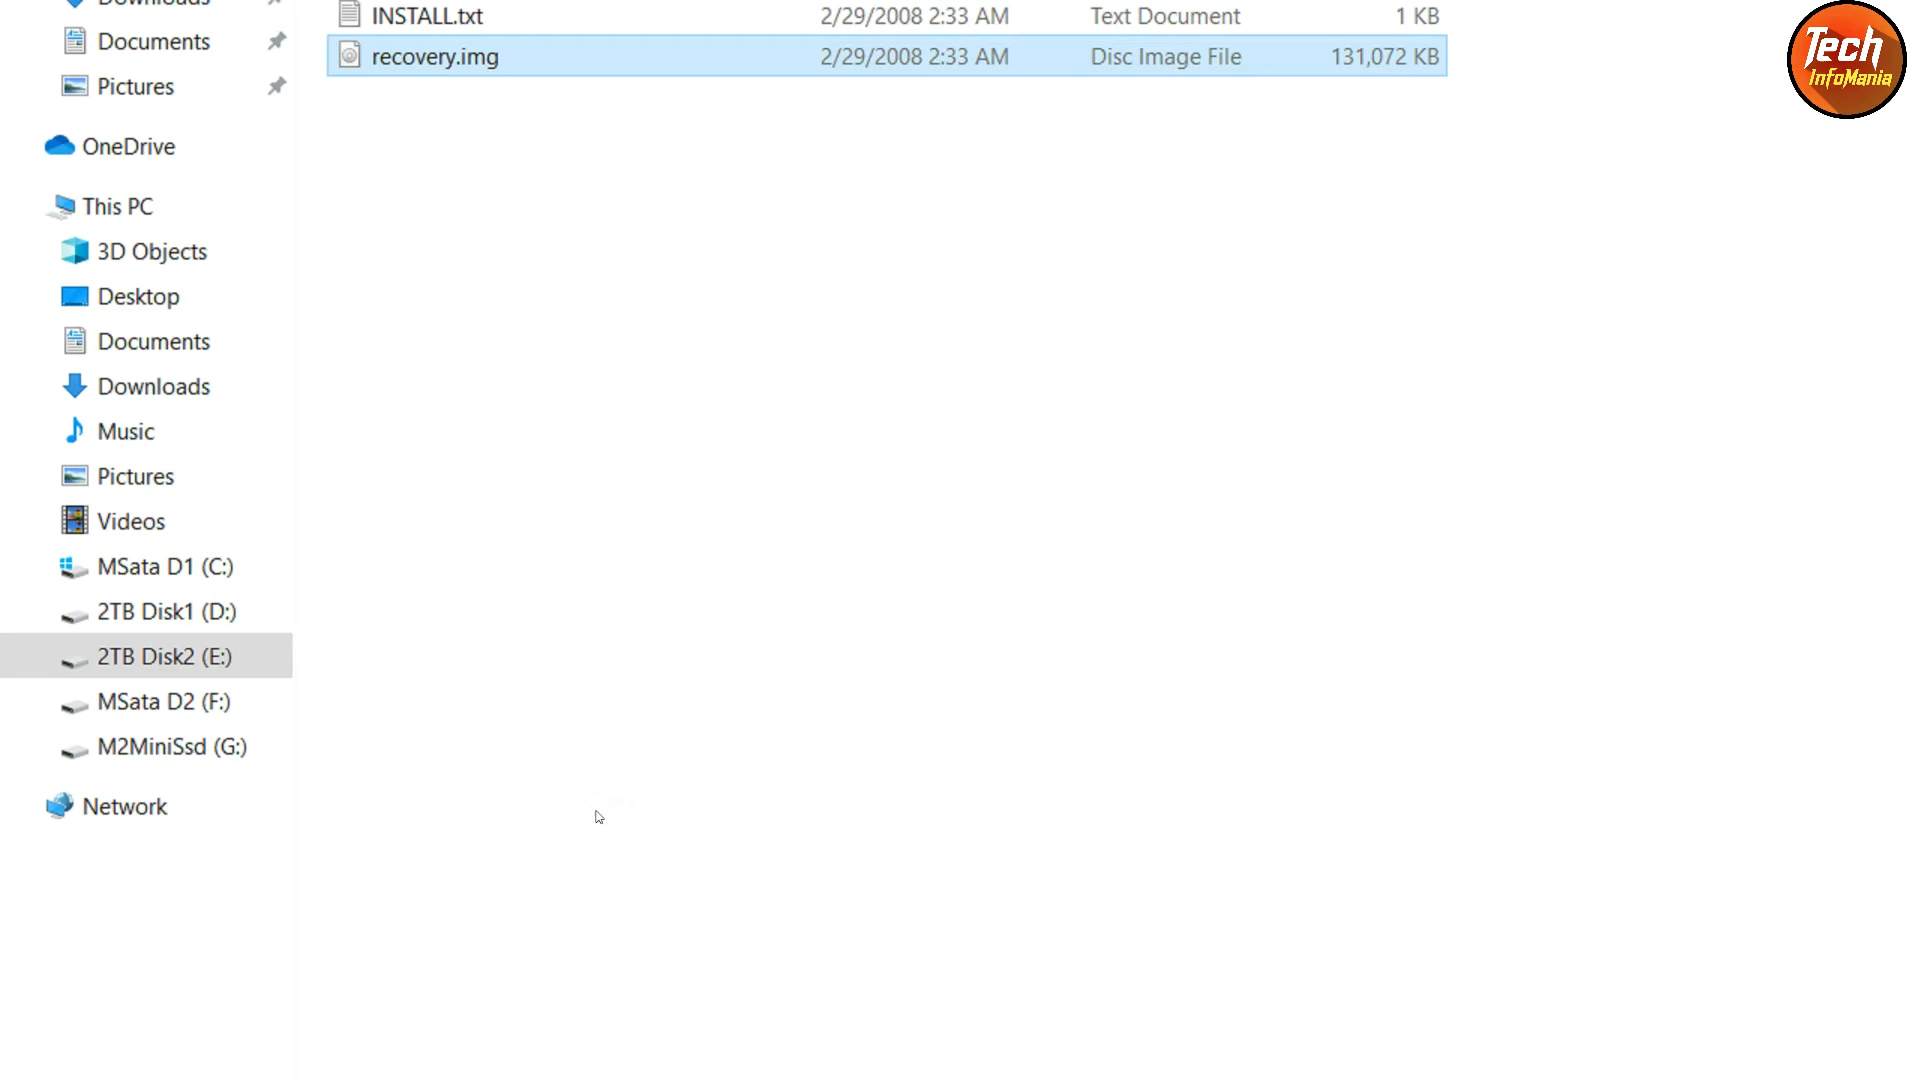 Downloads
INSTALL.txt 2/29/2008 2:33 AM Text Document 1 KB
Documents
recovery.img 2/29/2008 2:33 AM Disc Image File 131,072 KB
Pictures
OneDrive
This PC
3D Objects
Desktop
Documents
Downloads
Music
Pictures
Videos
MSata D1 (C:)
2TB Disk1 (D:)
2TB Disk2 (E:)
MSata D2 (F:)
M2MiniSsd (G:)
Network
Tech
InfoMania